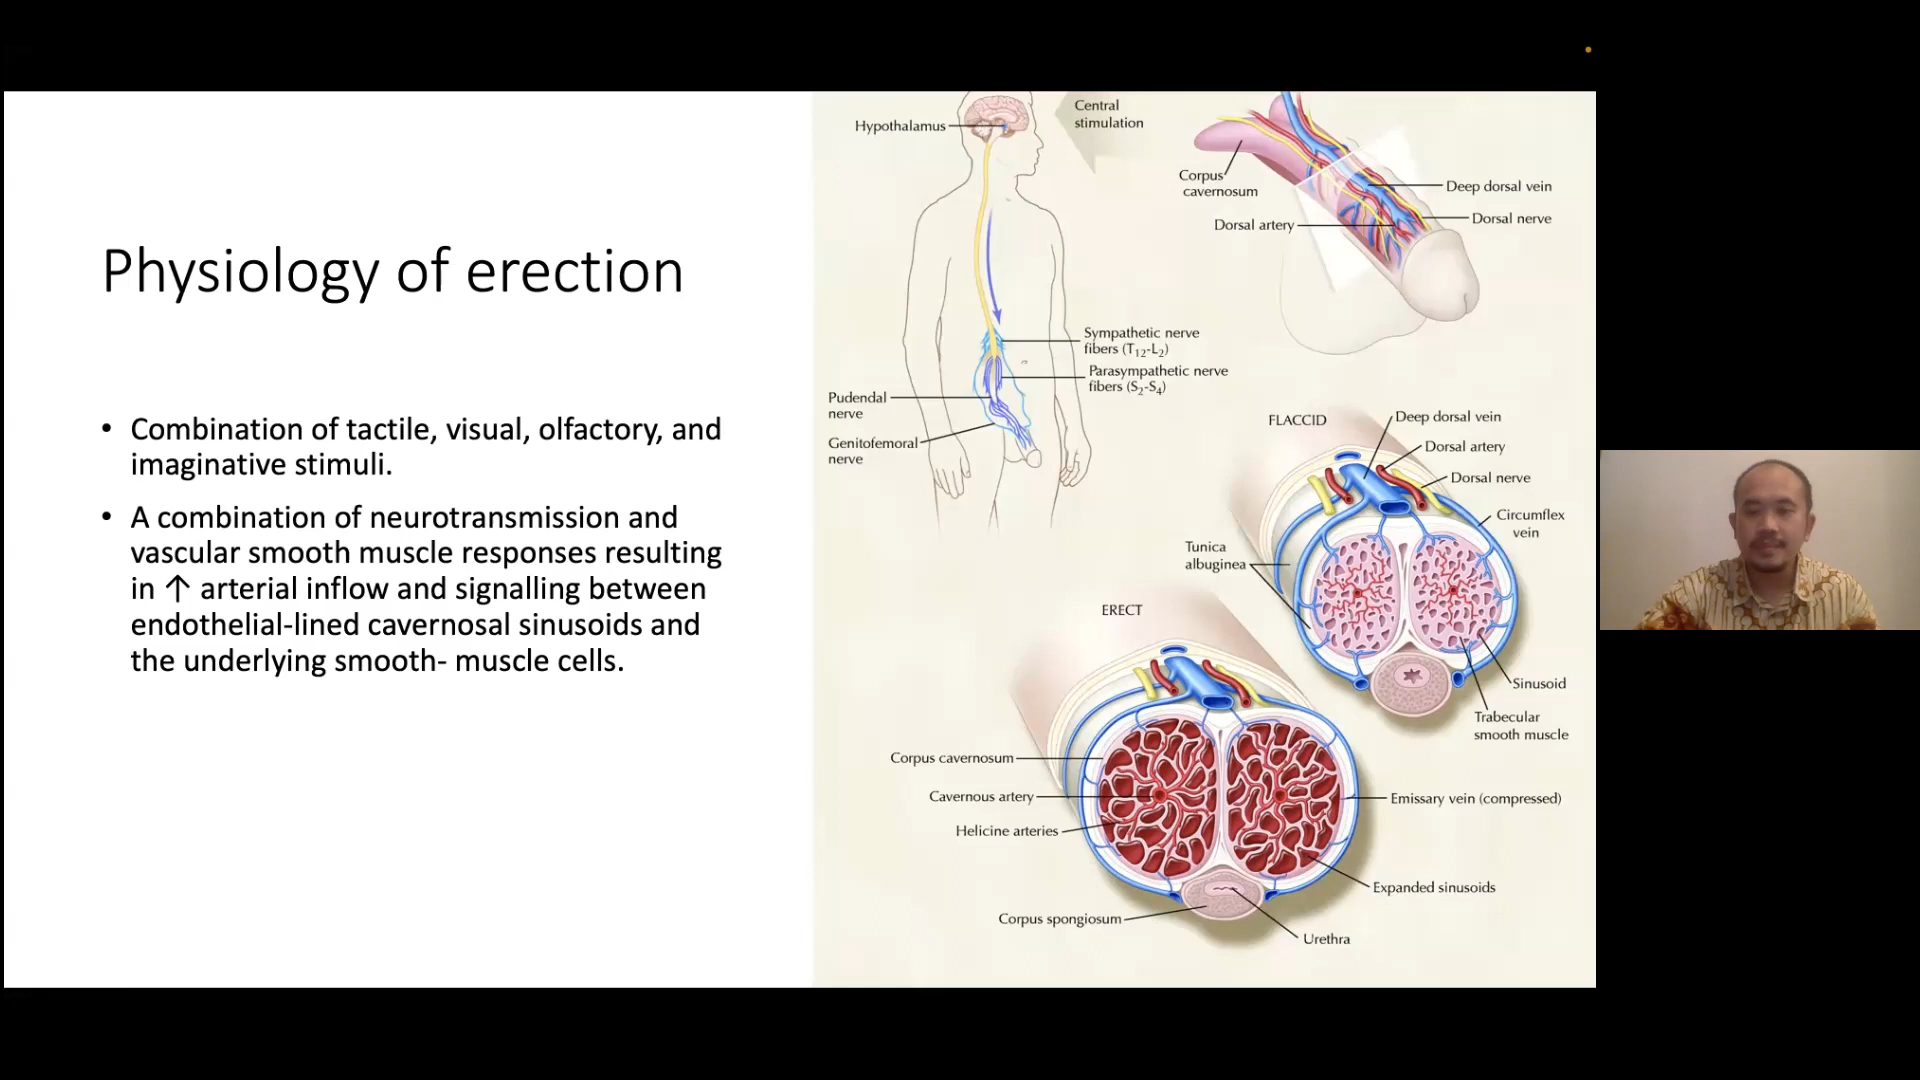 Physiology of erection
• Combination of tactile, visual, olfactory, and
imaginative stimuli.
• A combination of neurotransmission and
vascular smooth muscle responses resulting
in ↑ arterial inflow and signalling between
endothelial-lined cavernosal sinusoids and
the underlying smooth- muscle cells.
Hypothalamus
Central
stimulation
Sympathetic nerve
fibers (T12-L2)
Parasympathetic nerve
fibers (S2-S4)
Pudendal
nerve
Genitofemoral
nerve
Corpus
cavernosum
Dorsal artery
Deep dorsal vein
Dorsal nerve
FLACCID
Deep dorsal vein
Dorsal artery
Dorsal nerve
Circumflex
vein
Tunica
albuginea
Sinusoid
Trabecular
smooth muscle
ERECT
Corpus cavernosum
Cavernous artery
Helicine arteries
Corpus spongiosum
Emissary vein (compressed)
Expanded sinusoids
Urethra